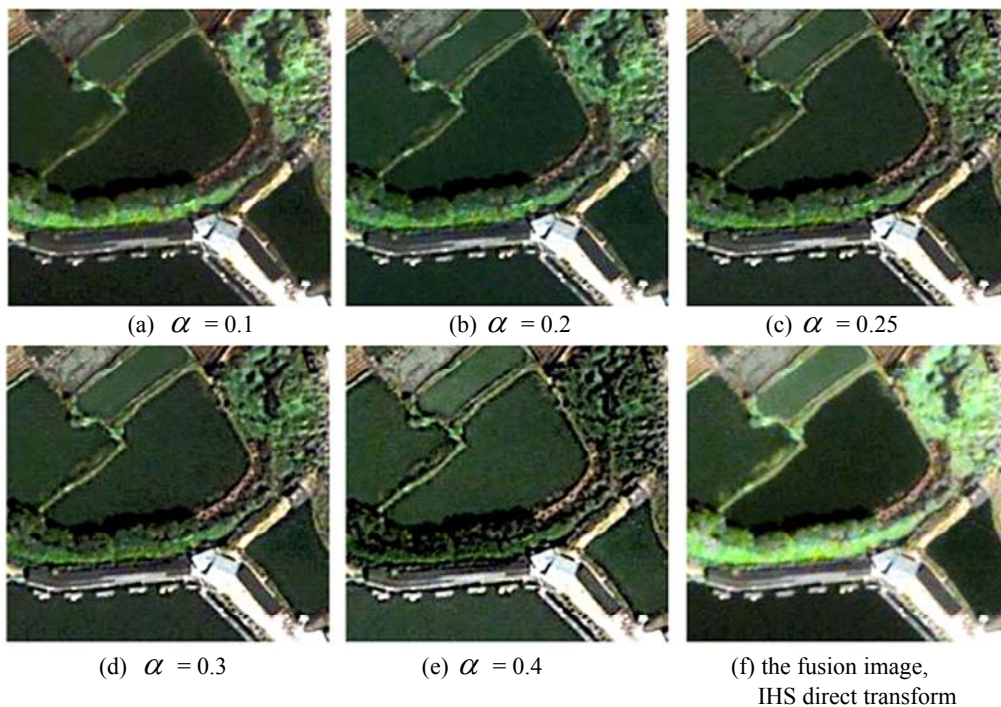 (a) α = 0.1
(b) α = 0.2
(c) α = 0.25
(d) α = 0.3
(e) α = 0.4
(f) the fusion image,
IHS direct transform